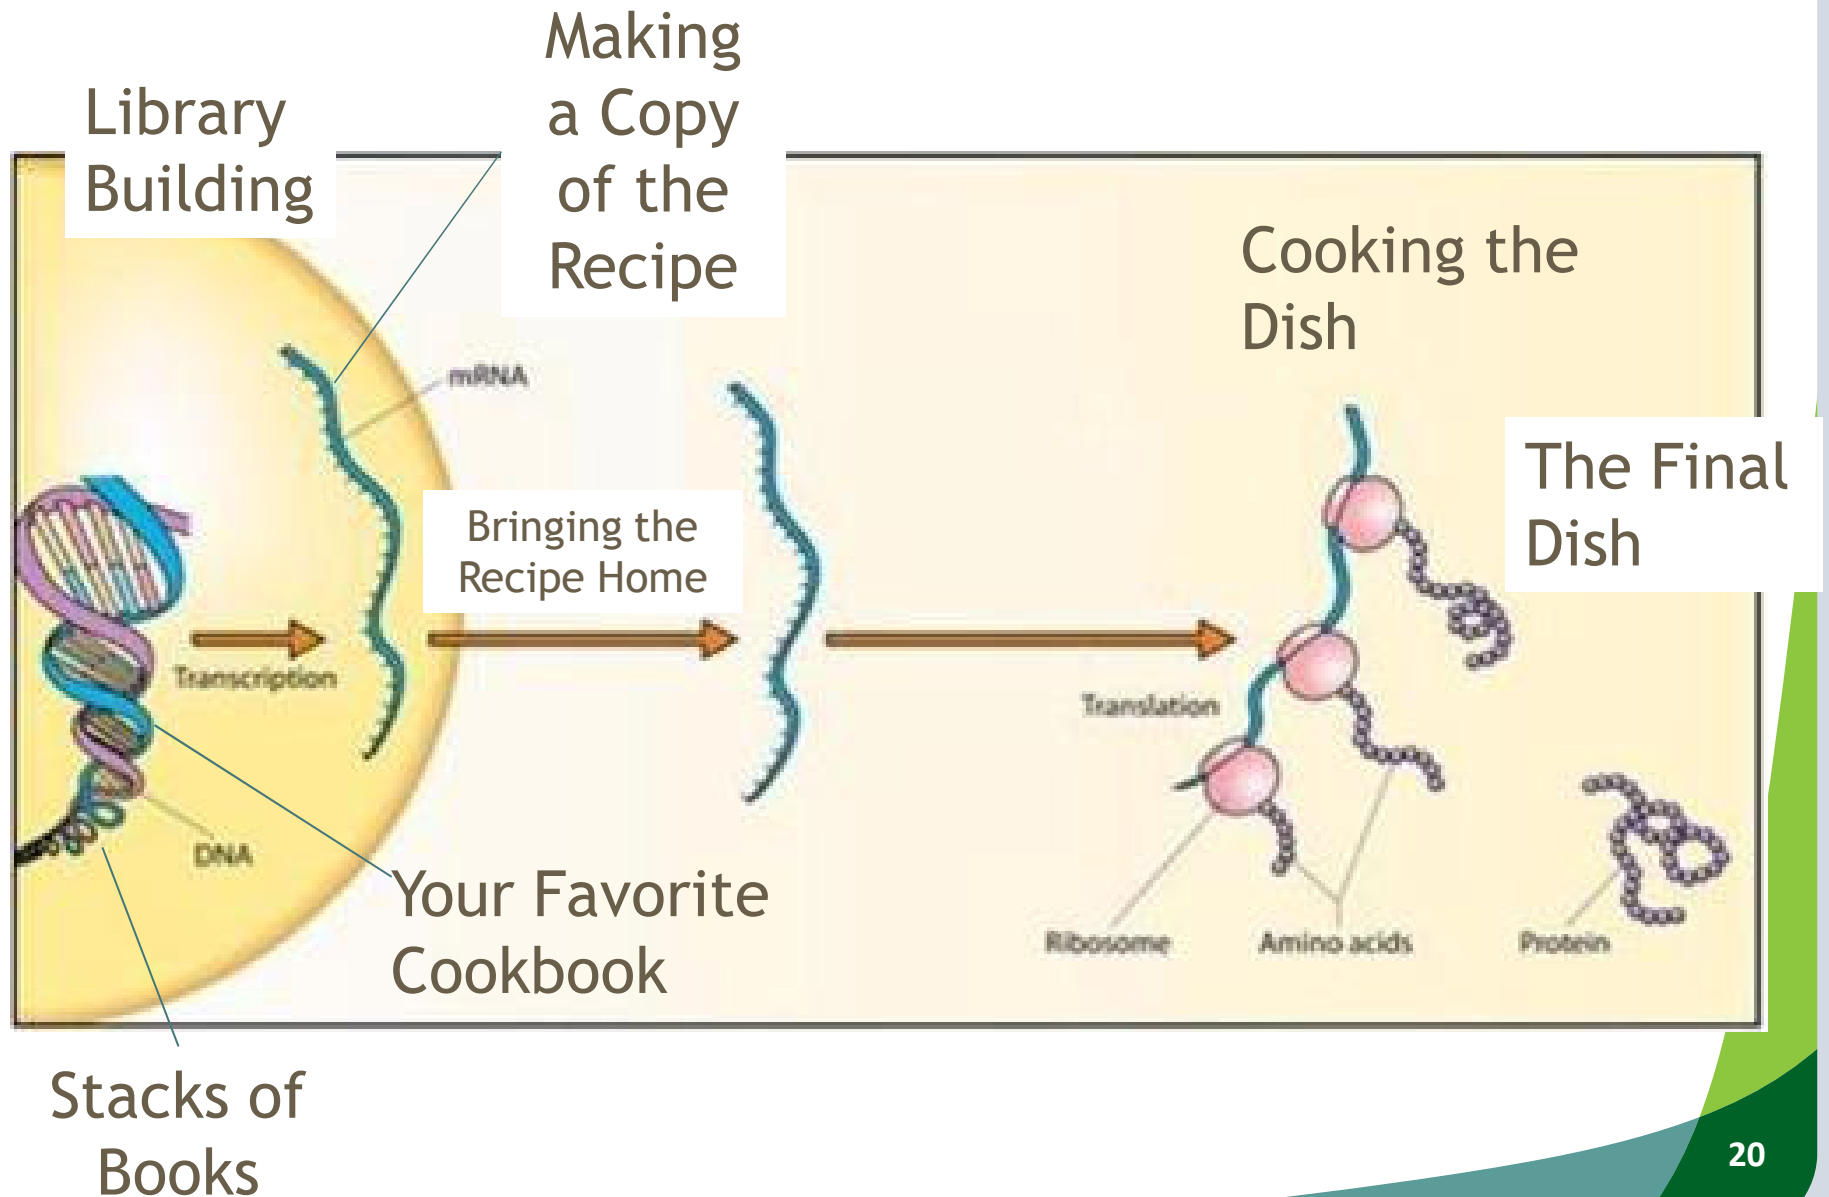 Making
a Copy
of the
Recipe
Library
Building
Cooking the
Dish
mRNA
The Final
Dish
Bringing the
Recipe Home
Transcription
Translation
DNA
Your Favorite
Cookbook
Ribosome
Amino acids
Protein
Stacks of
Books
20